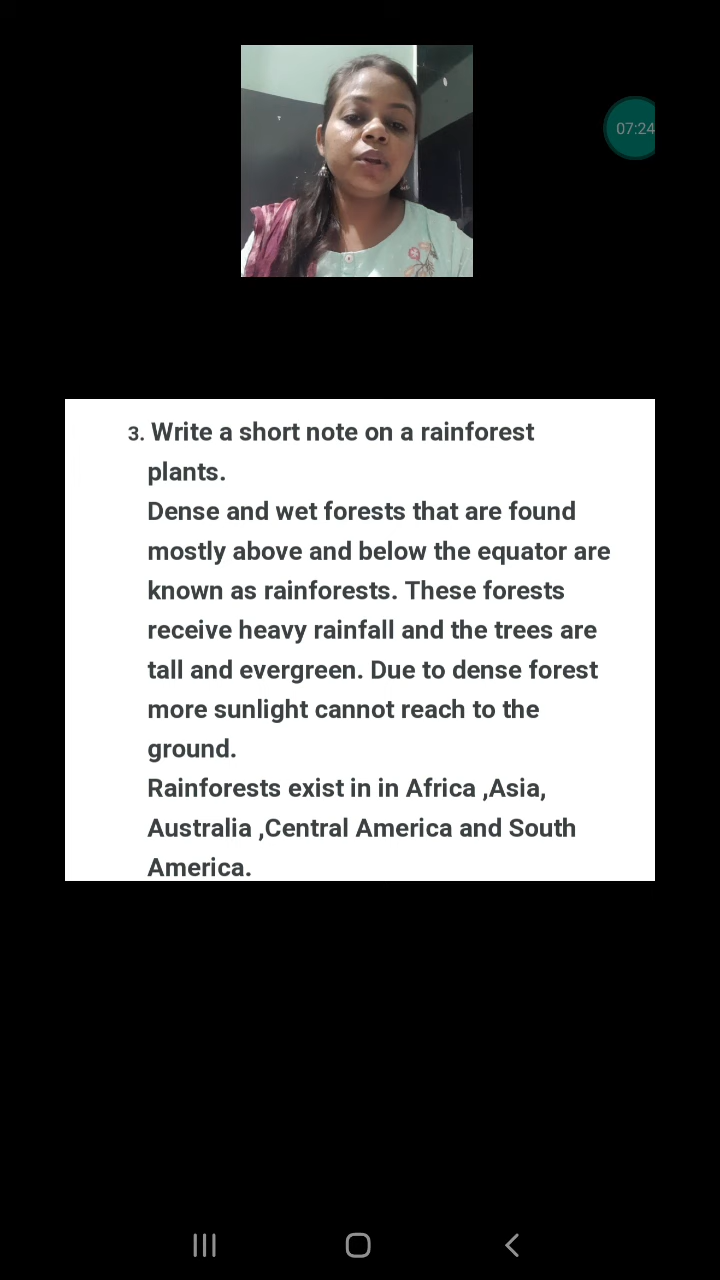 07:24
3. Write a short note on a rainforest
plants.
Dense and wet forests that are found
mostly above and below the equator are
known as rainforests. These forests
receive heavy rainfall and the trees are
tall and evergreen. Due to dense forest
more sunlight cannot reach to the
ground.
Rainforests exist in in Africa ,Asia,
Australia ,Central America and South
America.